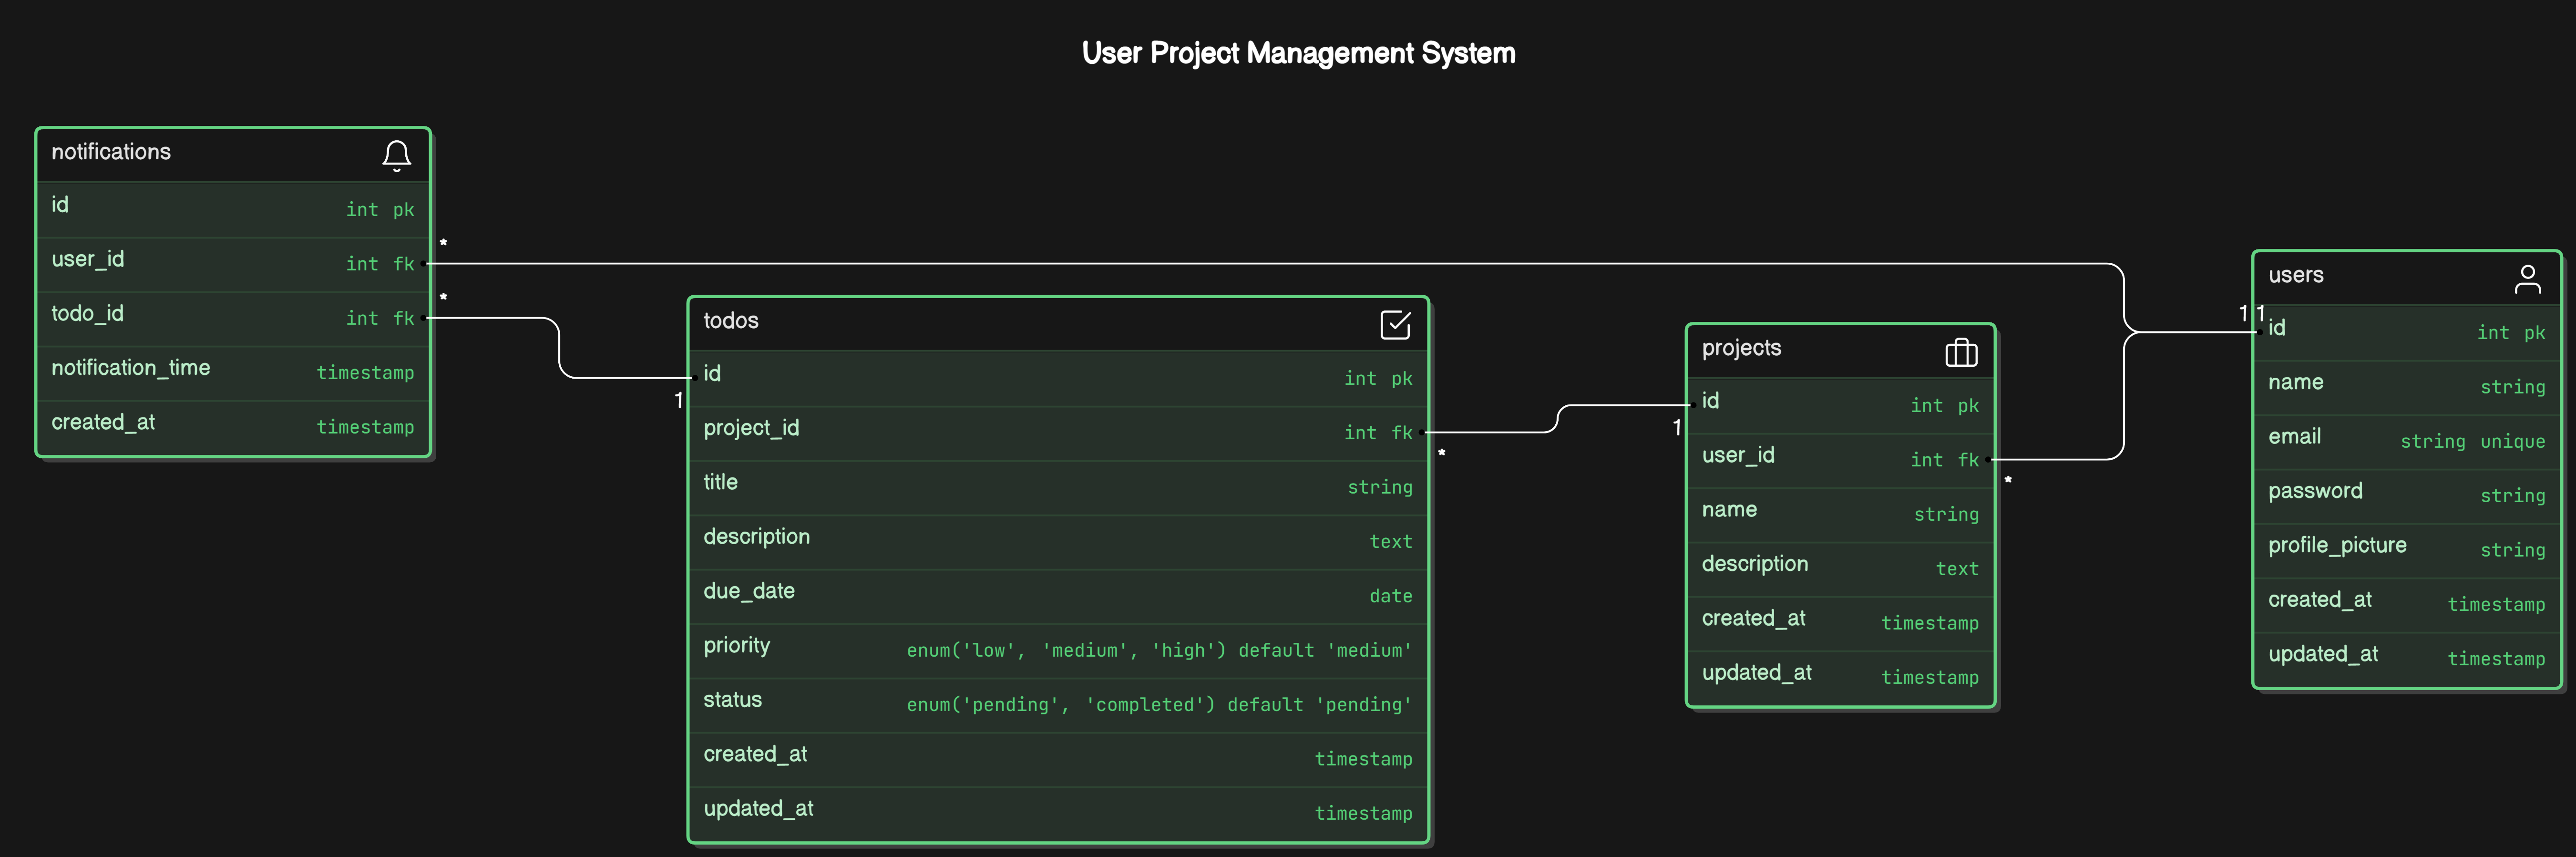 User Project Management System
notifications
id int pk
user_id int fk
todo_id int fk
notification_time timestamp
created_at timestamp
*
*
todos
id int pk
project_id int fk
title string
description text
due_date date
priority enum('low', 'medium', 'high') default 'medium'
status enum('pending', 'completed') default 'pending'
created_at timestamp
updated_at timestamp
1
*
projects
id int pk
user_id int fk
name string
description text
created_at timestamp
updated_at timestamp
1
*
users
1 1
id int pk
name string
email string unique
password string
profile_picture string
created_at timestamp
updated_at timestamp